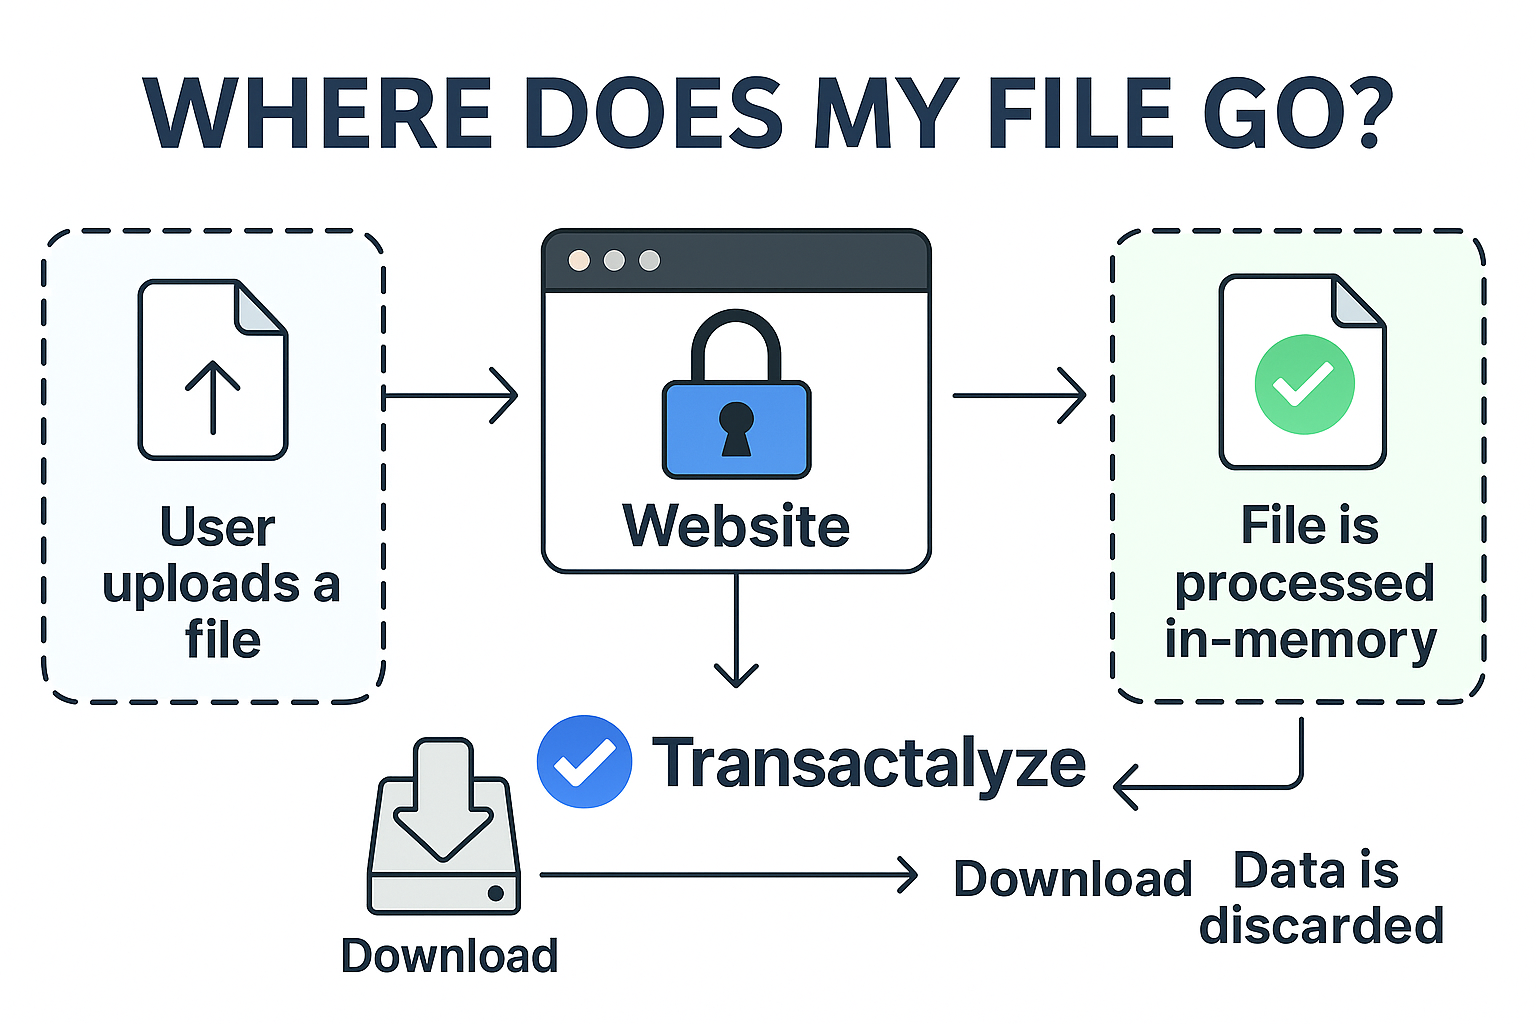 WHERE DOES MY FILE GO?
User
uploads a
file
Website
File is
processed
in-memory
Transactalyze
Download
Download
Data is
discarded